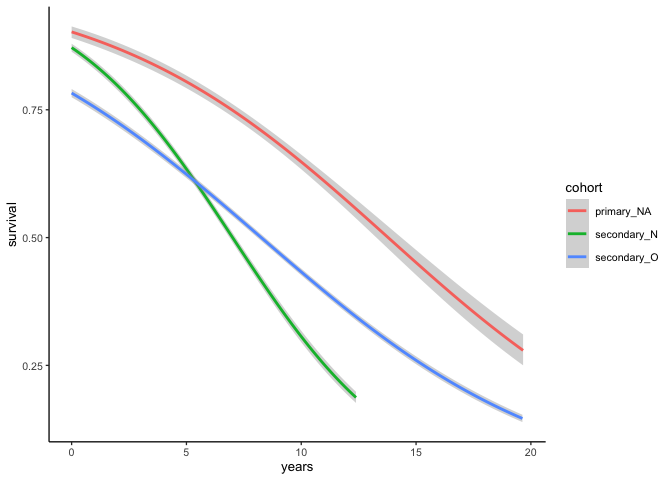 0.75
0.50
0.25
survival
0
5
10
15
20
years
cohort
primary_NA
secondary_N
secondary_O